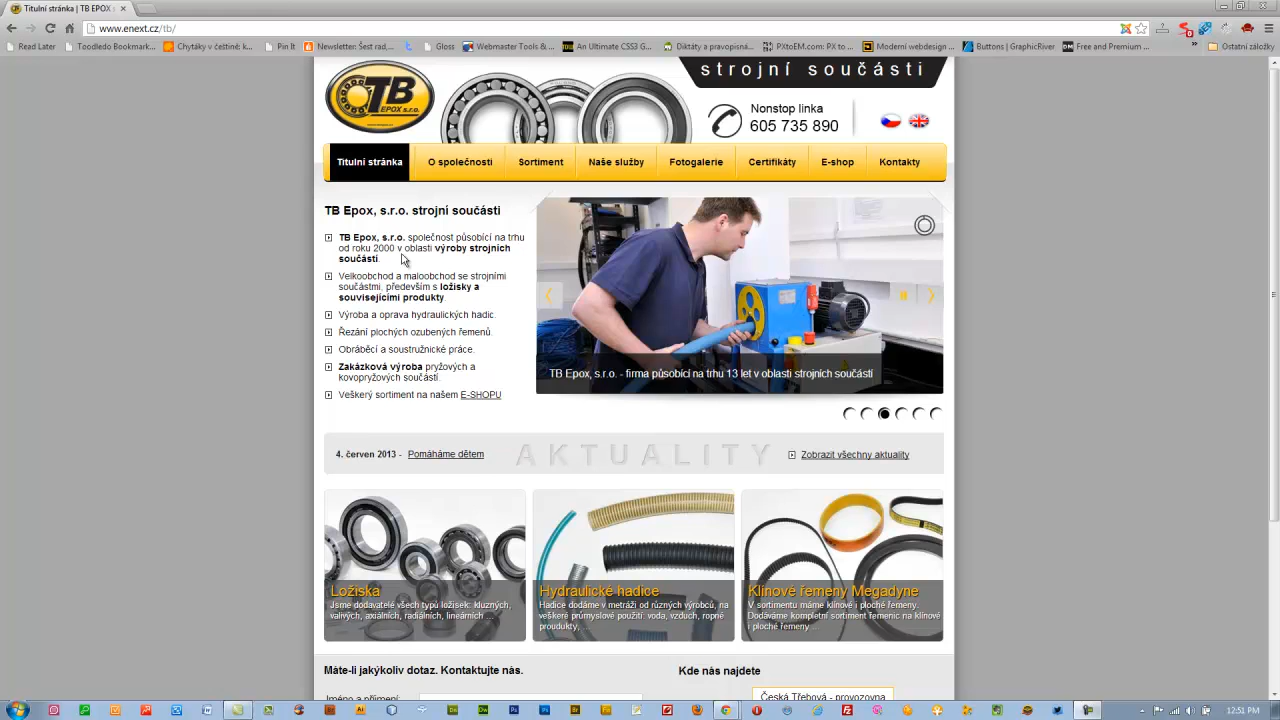 Titulní stránka | TB EPOX
www.enext.cz/tb/
Read Later
Toodledo Bookmark...
Chytáky v češtině: k...
Pin It
Newsletter: Šest rad,...
Gloss
Webmaster Tools & ...
An Ultimate CSS3 G...
Diktáty a pravopisná...
PXtoEM.com: PX to ...
Moderní webdesign ...
Buttons | GraphicRiver
Free and Premium ...
Ostatní záložky
TB
EPOX s.r.o.
strojní součásti
Nonstop linka
605 735 890
Titulní stránka
O společnosti
Sortiment
Naše služby
Fotogalerie
Certifikáty
E-shop
Kontakty
TB Epox, s.r.o. strojní součásti
TB Epox, s.r.o. společnost působící na trhu
od roku 2000 v oblasti výroby strojních
součástí.
Velkoobchod a maloobchod se strojními
součástmi, především s ložisky a
souvisejícími produkty.
Výroba a oprava hydraulických hadic.
Řezání plochých ozubených řemenů.
Obráběcí a soustružnické práce.
Zakázková výroba pryžových a
kovopryžových součástí.
Veškerý sortiment na našem E-SHOPU
TB Epox, s.r.o. - firma působící na trhu 13 let v oblasti strojních součástí
4. červen 2013 - Pomáháme dětem
AKTUALITY
Zobrazit všechny aktuality
Ložiska
Jsme dodavatelé všech typů ložisek: kluzných,
valivých, axiálních, radiálních, lineárních ...
Hydraulické hadice
Hadice dodáme v metráži od různých výrobců, na
veškeré průmyslové použití: voda, vzduch, ropné
proudukty, ...
Klínové řemeny Megadyne
V sortimentu máme klínové i ploché řemeny.
Dodáváme kompletní sortiment řemenic na klínové
i ploché řemeny...
Máte-li jakýkoliv dotaz. Kontaktujte nás.
Kde nás najdete
Jméno a příjmení:
Česká Třebová - provozovna
12:51 PM